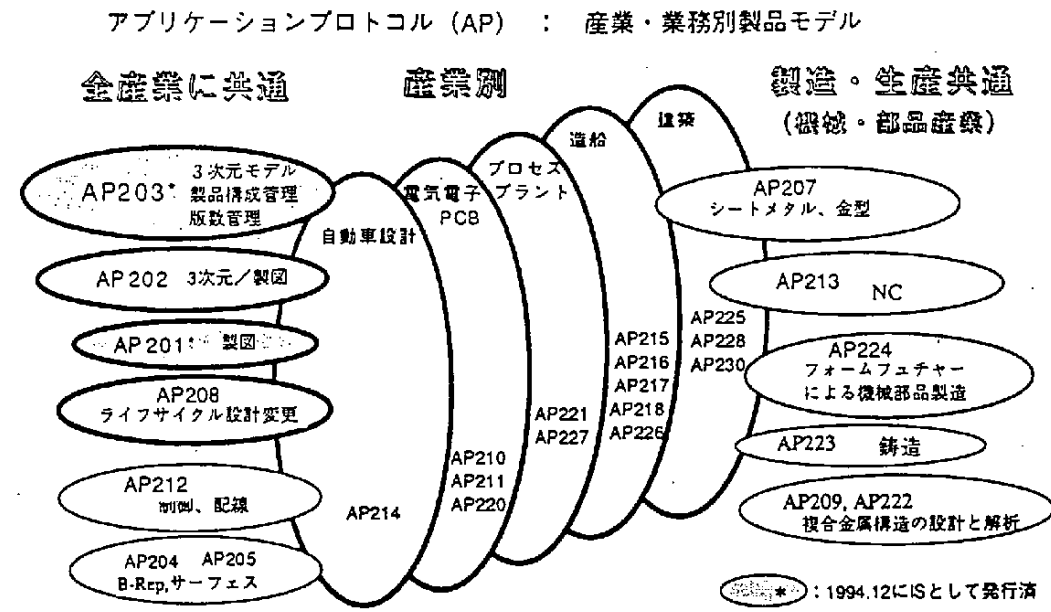 アプリケーションプロトコル (AP) : 産業・業務別製品モデル
全産業に共通
産業別
製造・生産共通
(機械・部品産業)
AP203*
3次元モデル
製品構成管理
版数管理
AP202 3次元/製図
AP201* 製図
AP208
ライフサイクル設計変更
AP212
制御、配線
AP204 AP205
B-Rep,サーフェス
自動車設計
AP214
電気電子
PCB
AP210
AP211
AP220
プロセス
プラント
AP221
AP227
造船
AP215
AP216
AP217
AP218
AP226
建築
AP225
AP228
AP230
AP207
シートメタル、金型
AP213 NC
AP224
フォームフュチャー
による機械部品製造
AP223 鋳造
AP209, AP222
複合金属構造の設計と解析
* : 1994.12にISとして発行済